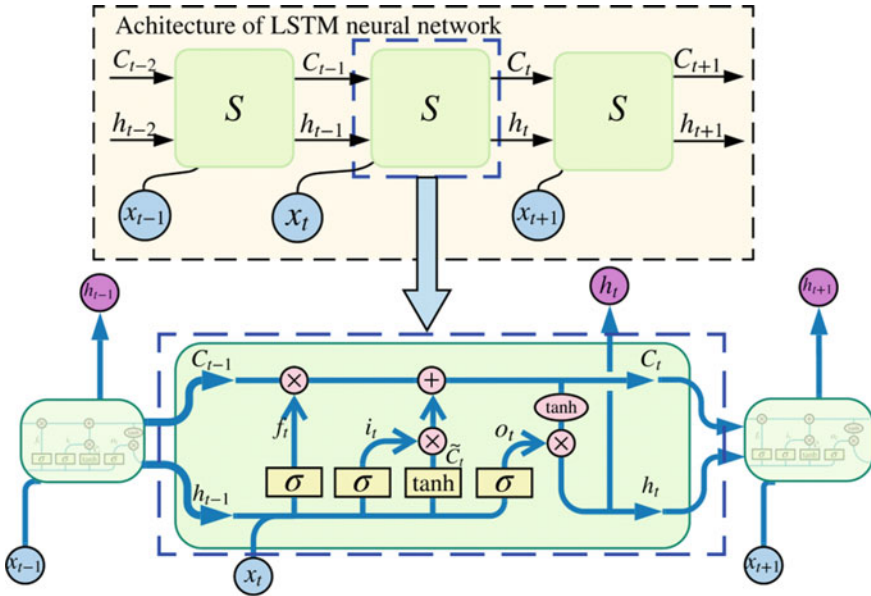 Achitecture of LSTM neural network
C_{t-2} C_{t-1} C_t C_{t+1}
S S S
h_{t-2} h_{t-1} h_t h_{t+1}
x_{t-1} x_t x_{t+1}
h_{t-1} h_t h_{t+1}
C_{t-1} × + C_t
tanh
f_t i_t × C̃_t o_t ×
σ σ tanh σ
h_{t-1} h_t
x_{t-1} x_t x_{t+1}